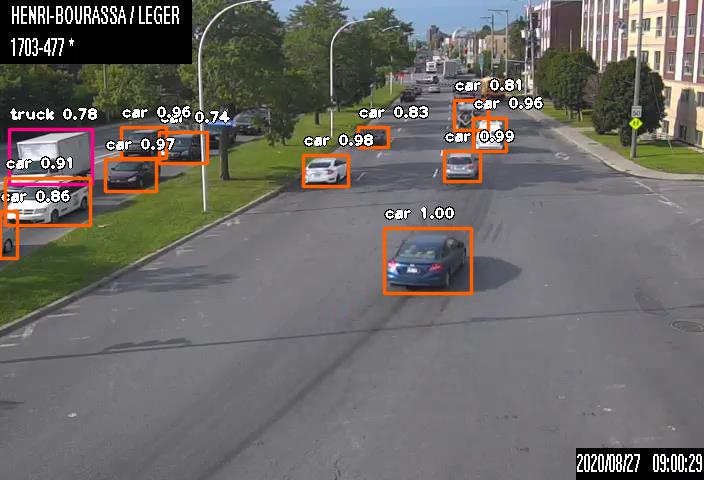 HENRI-BOURASSA / LEGER
1703-477 *
car 0.81
car 0.96
truck 0.78
car 0.96
0.74
car 0.83
car 0.98
0.99
car 0.97
car 0.91
car 0.86
car 1.00
2020/08/27 09:00:29